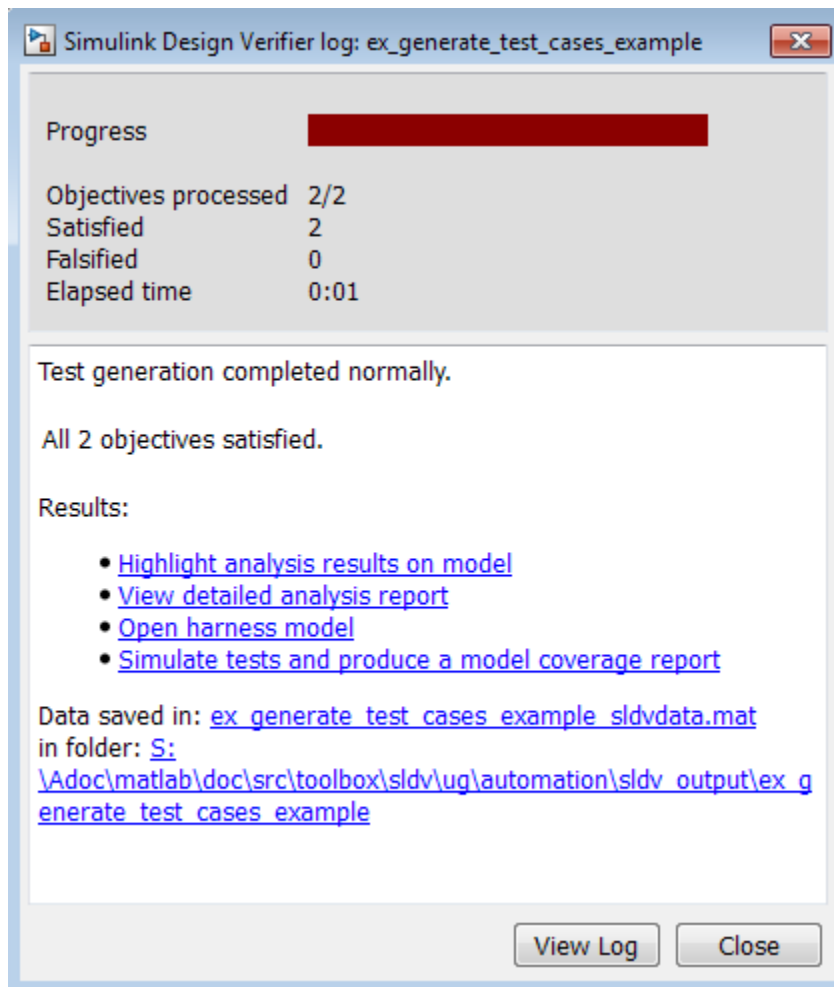 Simulink Design Verifier log: ex_generate_test_cases_example
Progress
Objectives processed 2/2
Satisfied 2
Falsified 0
Elapsed time 0:01
Test generation completed normally.
All 2 objectives satisfied.
Results:
• Highlight analysis results on model
• View detailed analysis report
• Open harness model
• Simulate tests and produce a model coverage report
Data saved in: ex_generate_test_cases_example_sldvdata.mat
in folder: S:
\Adoc\matlab\doc\src\toolbox\sldv\ug\automation\sldv_output\ex_g
enerate_test_cases_example
View Log Close